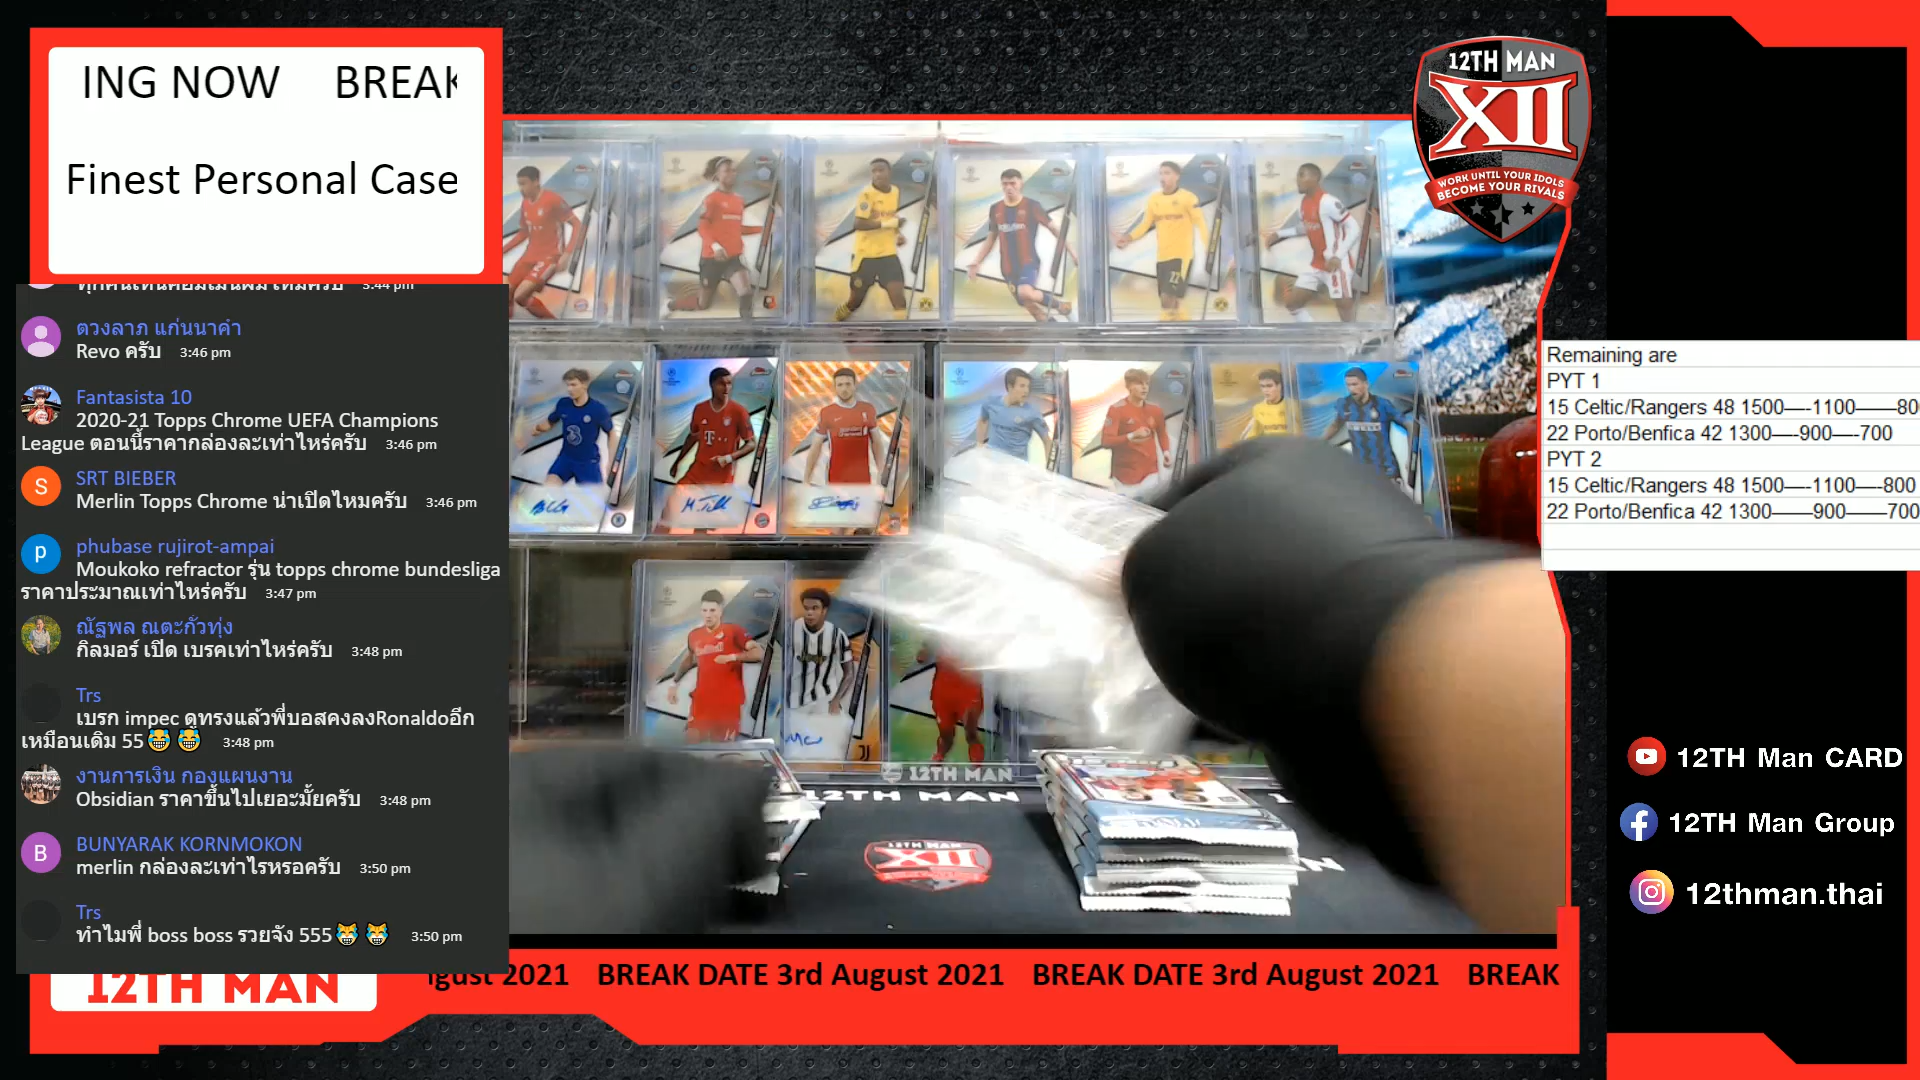 ING NOW BREAK
Finest Personal Case
3:44 pm
ตวงลาภ แก่นนาคำ
Revo ครับ 3:46 pm
Fantasista 10
2020-21 Topps Chrome UEFA Champions
League ตอนนี้ราคากล่องละเท่าไหร่ครับ 3:46 pm
S
SRT BIEBER
Merlin Topps Chrome น่าเปิดไหมครับ 3:46 pm
p
phubase rujirot-ampai
Moukoko refractor รุ่น topps chrome bundesliga
ราคาประมาณเท่าไหร่ครับ 3:47 pm
ณัฐพล ณตะกั่วทุ่ง
กิลมอร์ เปิด เบรคเท่าไหร่ครับ 3:48 pm
Trs
เบรก impec ดูทรงแล้วพี่บอสคงลงRonaldoอีก
เหมือนเดิม 55😹 😹 3:48 pm
งานการเงิน กองแผนงาน
Obsidian ราคาขึ้นไปเยอะมั้ยครับ 3:48 pm
B
BUNYARAK KORNMOKON
merlin กล่องละเท่าไรหรอครับ 3:50 pm
Trs
ทำไมพี่ boss boss รวยจัง 555😹 😹 3:50 pm
12TH MAN
gust 2021 BREAK DATE 3rd August 2021 BREAK DATE 3rd August 2021 BREAK
12TH MAN
XII
WORK UNTIL YOUR IDOLS
BECOME YOUR RIVALS
12TH MAN
12TH MAN
XII
Remaining are
PYT 1
15 Celtic/Rangers 48 1500—-1100——80
22 Porto/Benfica 42 1300—-900—-700
PYT 2
15 Celtic/Rangers 48 1500—-1100—-800
22 Porto/Benfica 42 1300——900——700
12TH Man CARD
12TH Man Group
12thman.thai